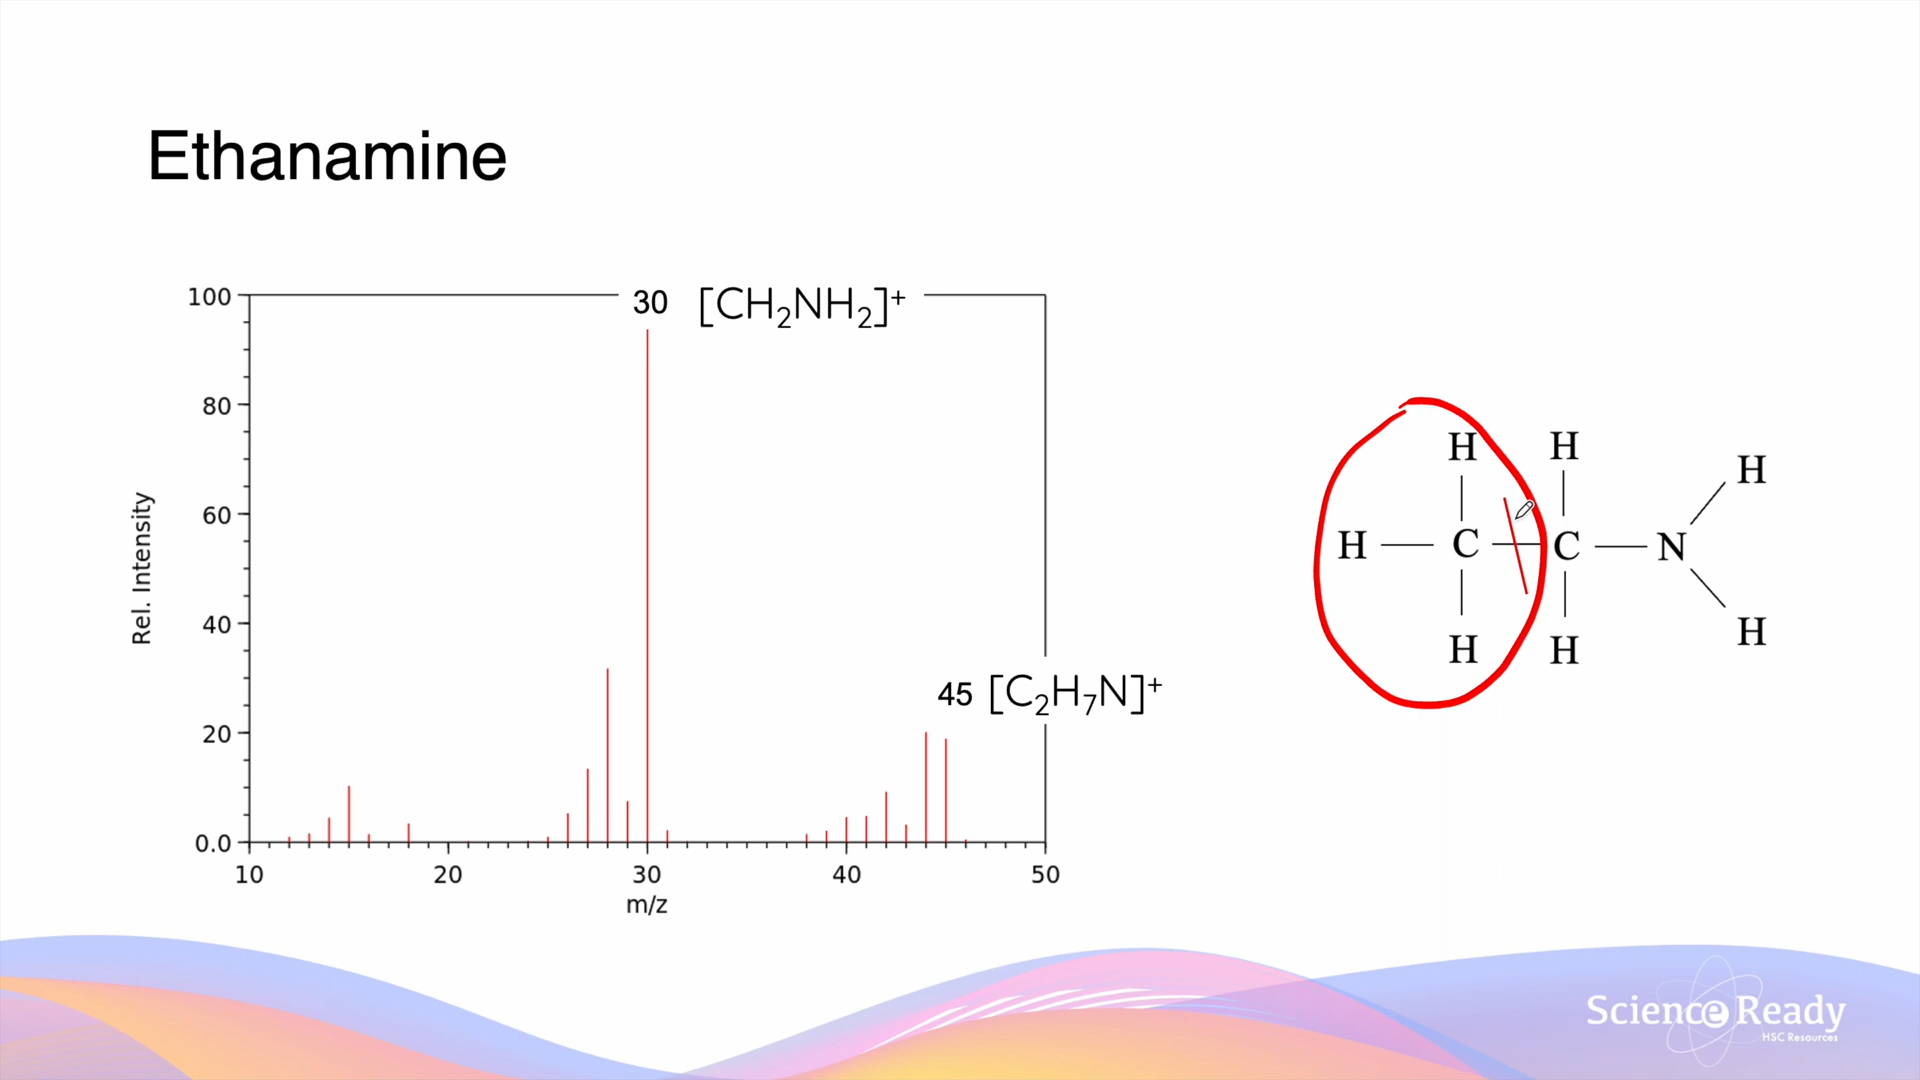 Ethanamine
30 [CH₂NH₂]⁺
100
80
60
40
20
0.0
Rel. Intensity
45 [C₂H₇N]⁺
10 20 30 40 50
m/z
H H H
H C C N
H H H
Science Ready
HSC Resources